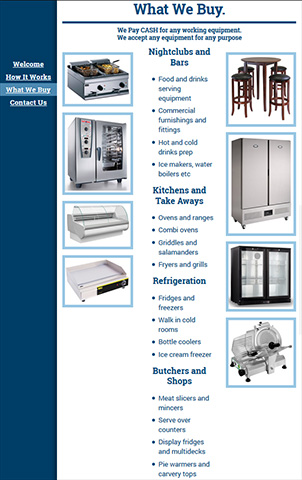 What We Buy.
We Pay CASH for any working equipment.
We accept any equipment for any purpose
Welcome
How It Works
What We Buy
Contact Us
Nightclubs and
Bars
Food and drinks
serving
equipment
Commercial
furnishings and
fittings
Hot and cold
drinks prep
Ice makers, water
boilers etc
Kitchens and
Take Aways
Ovens and ranges
Combi ovens
Griddles and
salamanders
Fryers and grills
Refrigeration
Fridges and
freezers
Walk in cold
rooms
Bottle coolers
Ice cream freezer
Butchers and
Shops
Meat slicers and
mincers
Serve over
counters
Display fridges
and multidecks
Pie warmers and
carvery tops